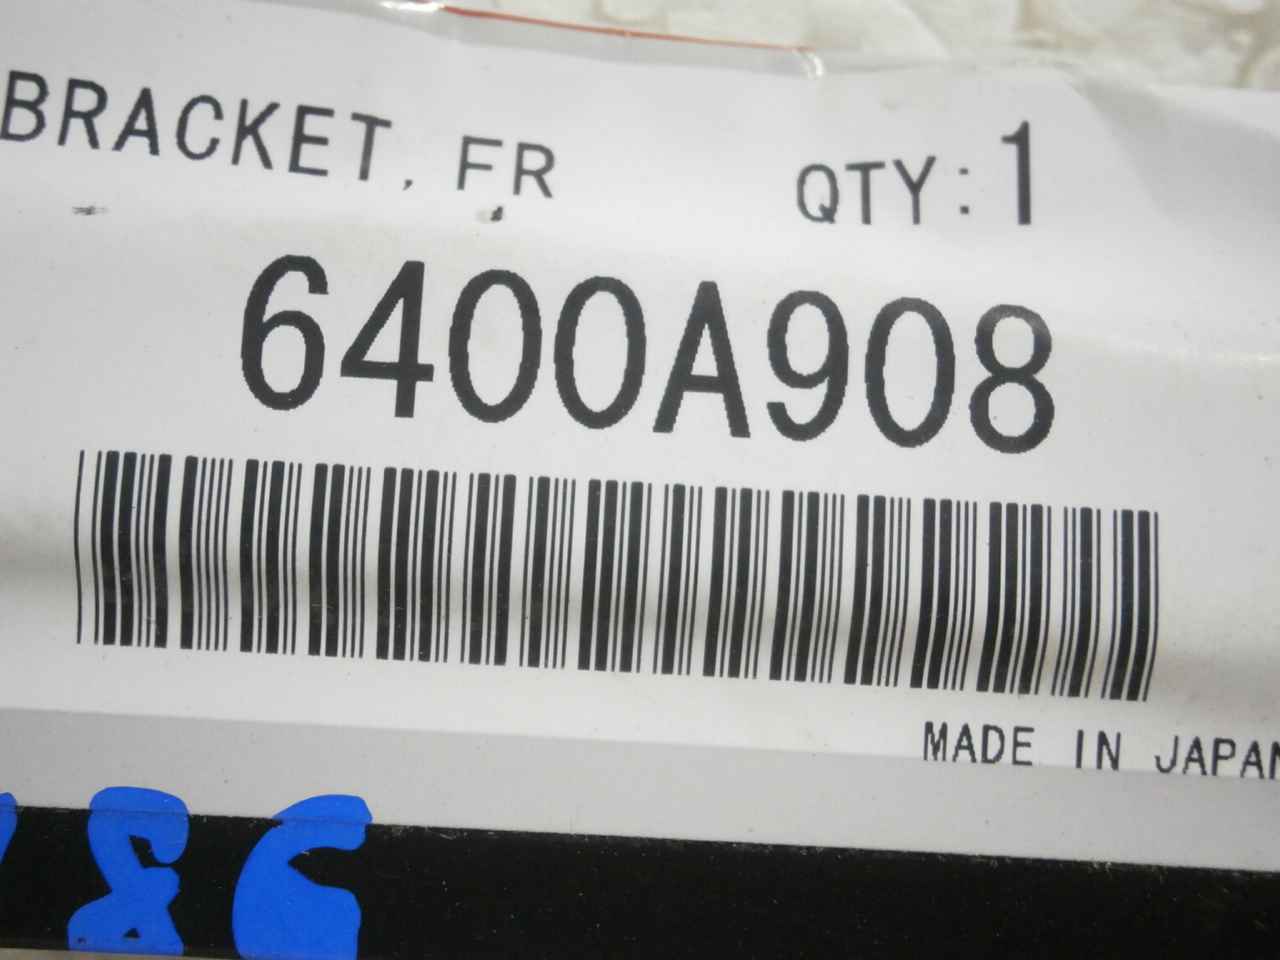 BRACKET, FR QTY:1
6400A908
MADE IN JAPAN